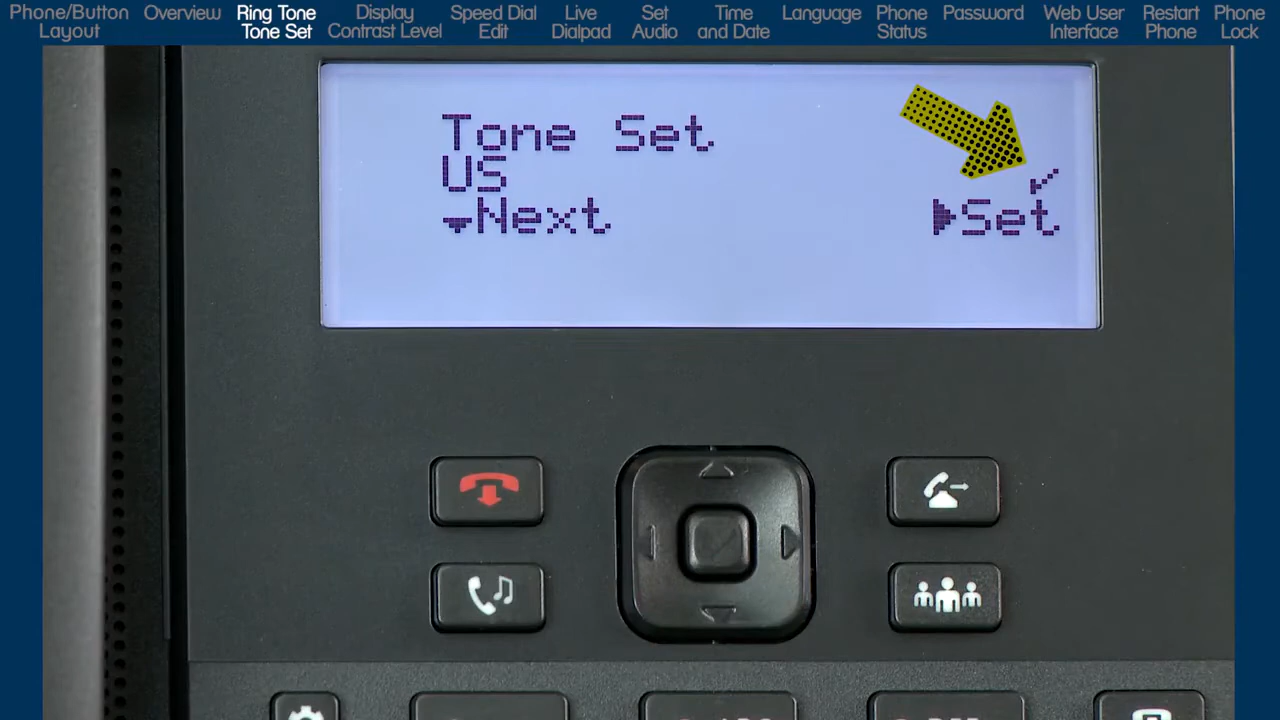 Phone/Button
Layout
Overview
Ring Tone
Tone Set
Display
Contrast Level
Speed Dial
Edit
Live
Dialpad
Set
Audio
Time
and Date
Language
Phone
Status
Password
Web User
Interface
Restart
Phone
Phone
Lock
Tone Set
US
Next
Set